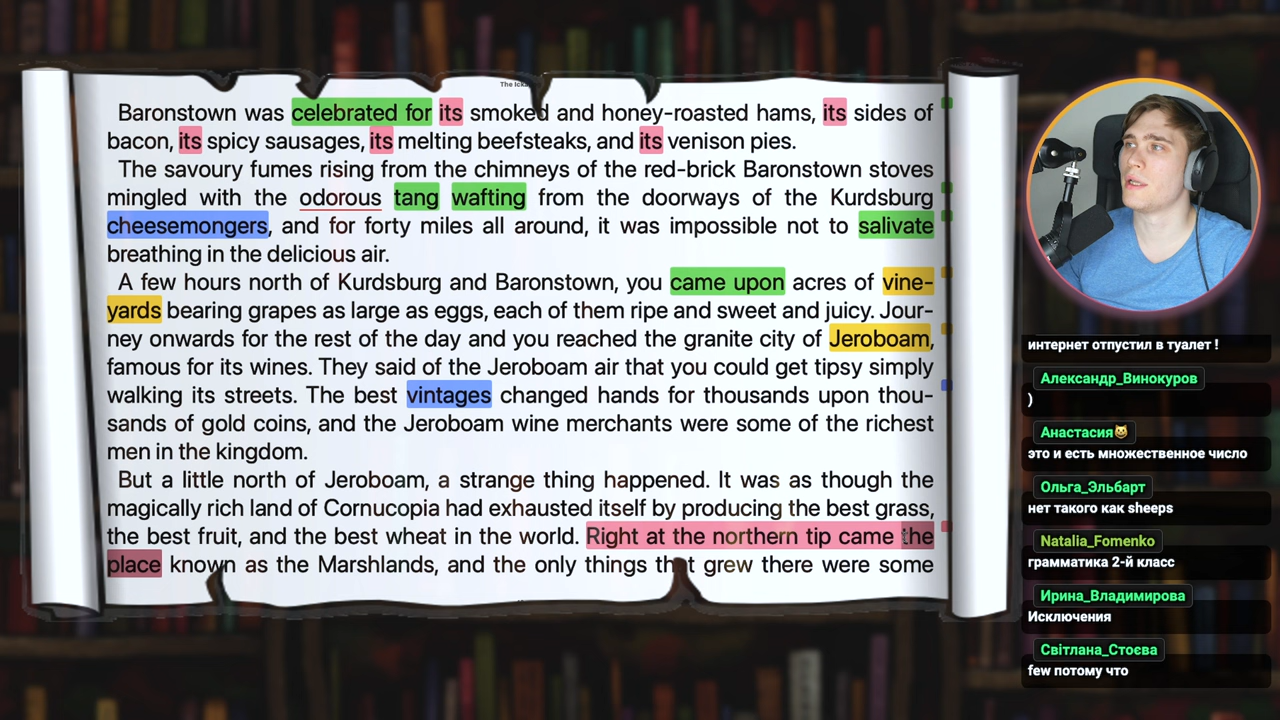 The Icka
Baronstown was celebrated for its smoked and honey-roasted hams, its sides of
bacon, its spicy sausages, its melting beefsteaks, and its venison pies.
The savoury fumes rising from the chimneys of the red-brick Baronstown stoves
mingled with the odorous tang wafting from the doorways of the Kurdsburg
cheesemongers, and for forty miles all around, it was impossible not to salivate
breathing in the delicious air.
A few hours north of Kurdsburg and Baronstown, you came upon acres of vine-
yards bearing grapes as large as eggs, each of them ripe and sweet and juicy. Jour-
ney onwards for the rest of the day and you reached the granite city of Jeroboam,
famous for its wines. They said of the Jeroboam air that you could get tipsy simply
walking its streets. The best vintages changed hands for thousands upon thou-
sands of gold coins, and the Jeroboam wine merchants were some of the richest
men in the kingdom.
But a little north of Jeroboam, a strange thing happened. It was as though the
magically rich land of Cornucopia had exhausted itself by producing the best grass,
the best fruit, and the best wheat in the world. Right at the northern tip came the
place known as the Marshlands, and the only things that grew there were some
интернет отпустил в туалет !
Александр_Винокуров
)
Анастасия
это и есть множественное число
Ольга_Эльбарт
нет такого как sheeps
Natalia_Fomenko
грамматика 2-й класс
Ирина_Владимирова
Исключения
Світлана_Стоєва
few потому что